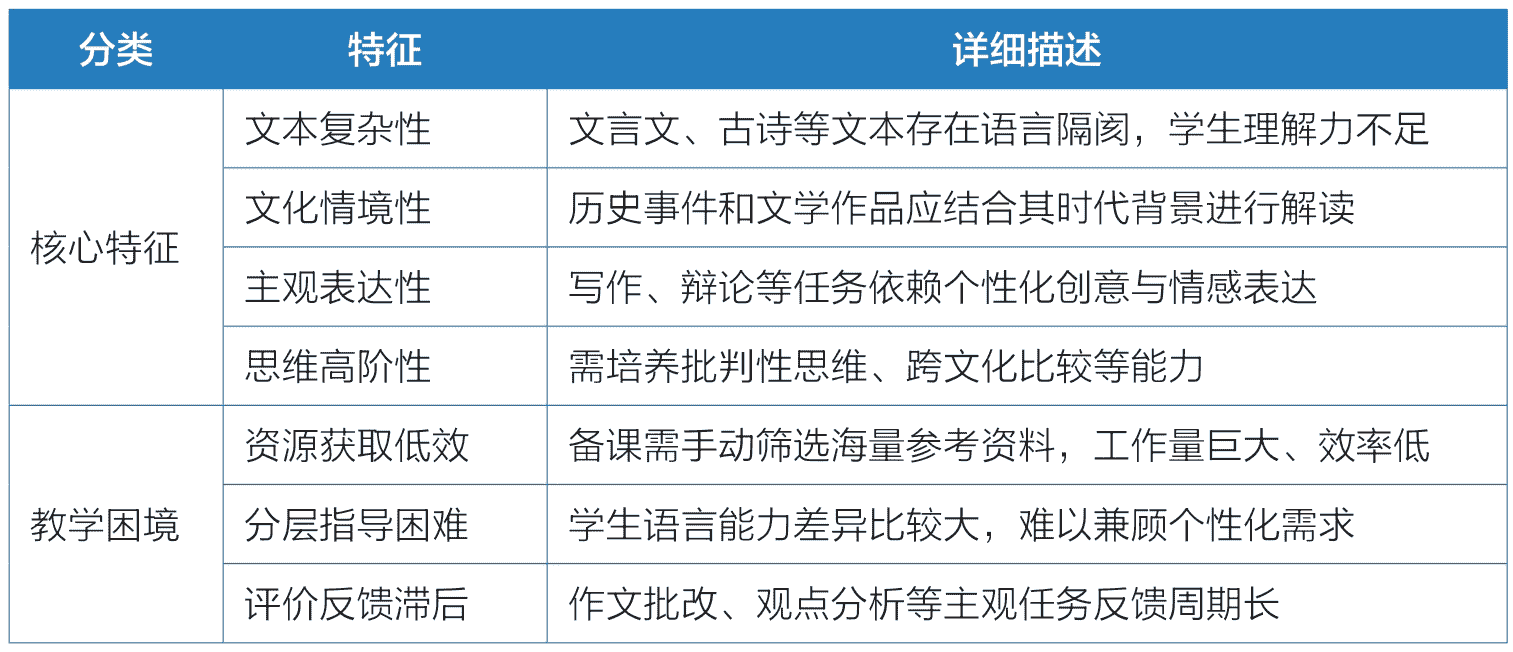 分类 特征 详细描述
核心特征
文本复杂性 文言文、古诗等文本存在语言隔阂，学生理解力不足
文化情境性 历史事件和文学作品应结合其时代背景进行解读
主观表达性 写作、辩论等任务依赖个性化创意与情感表达
思维高阶性 需培养批判性思维、跨文化比较等能力
教学困境
资源获取低效 备课需手动筛选海量参考资料，工作量巨大、效率低
分层指导困难 学生语言能力差异比较大，难以兼顾个性化需求
评价反馈滞后 作文批改、观点分析等主观任务反馈周期长